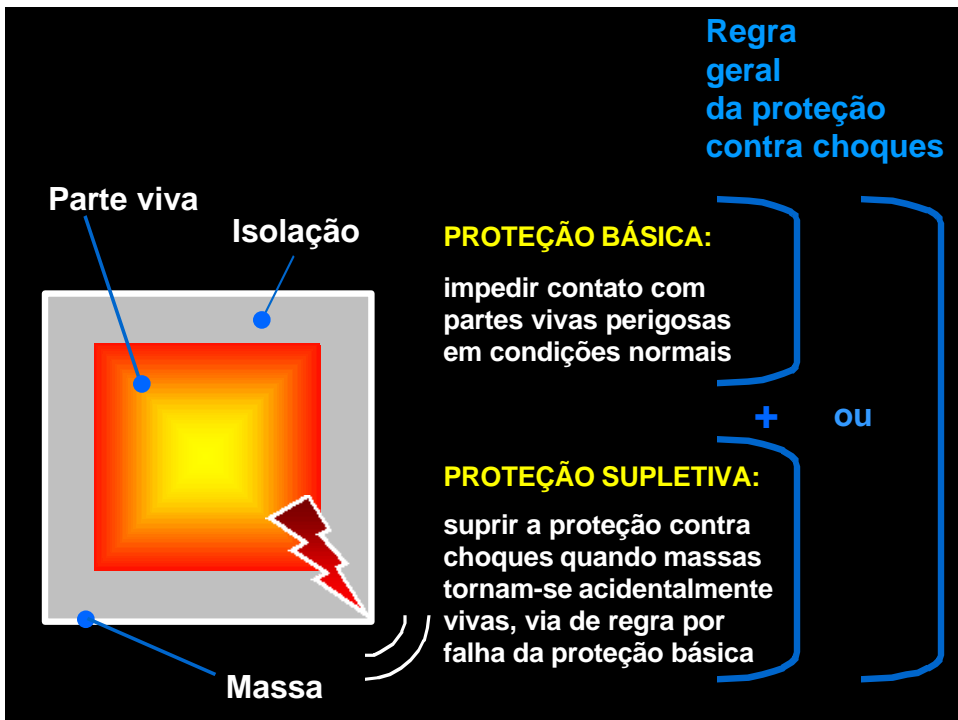 Regra
geral
da proteção
contra choques
Parte viva
Isolação
PROTEÇÃO BÁSICA:
impedir contato com
partes vivas perigosas
em condições normais
+
ou
PROTEÇÃO SUPLETIVA:
suprir a proteção contra
choques quando massas
tornam-se acidentalmente
vivas, via de regra por
falha da proteção básica
Massa